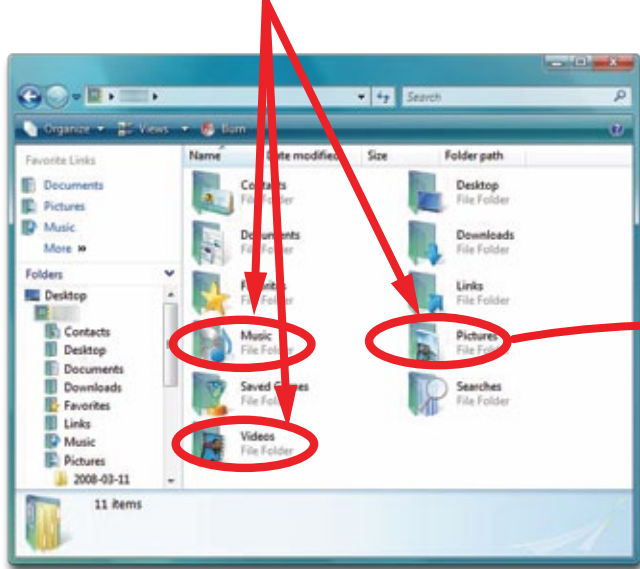 Search
Organize Views Burn
Favorite Links
Documents
Pictures
Music
More »
Folders
Desktop
Contacts
Desktop
Documents
Downloads
Favorites
Links
Music
Pictures
2008-03-11
Name Date modified Size Folder path
Contacts
File Folder
Desktop
File Folder
Documents
File Folder
Downloads
File Folder
Favorites
File Folder
Links
File Folder
Music
File Folder
Pictures
File Folder
Saved Games
File Folder
Searches
File Folder
Videos
File Folder
11 items